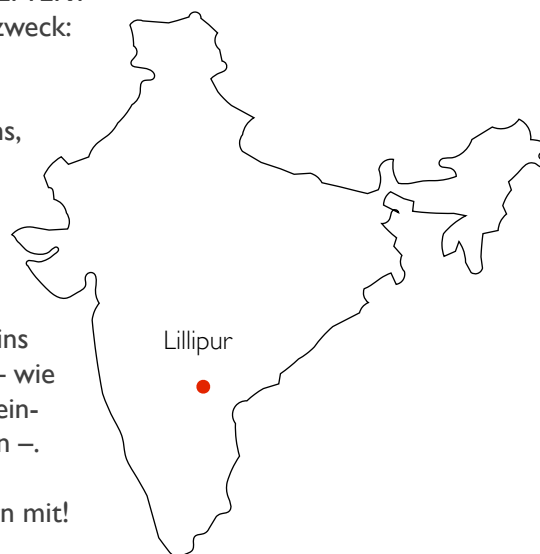 zweck:
ns,
ins
– wie
ein-
n –.
n mit!
Lillipur